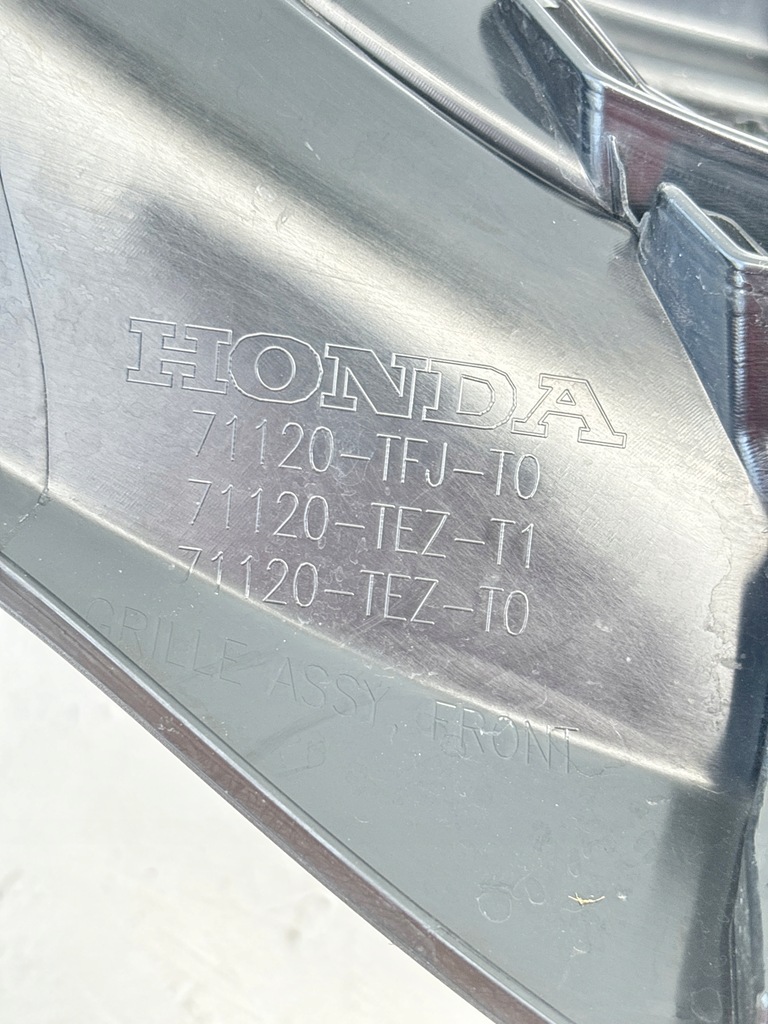 HONDA
71120-TFJ-T0
71120-TEZ-T1
71120-TEZ-T0
GRILLE ASSY, FRONT